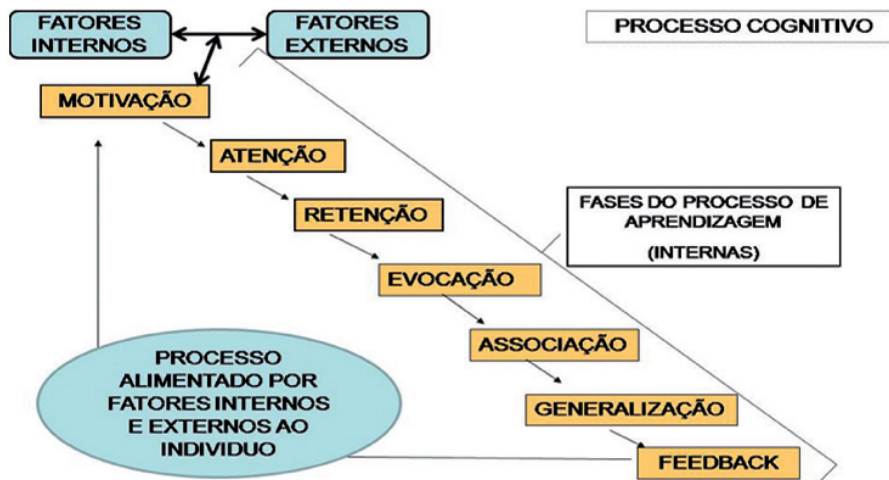 FATORES
INTERNOS
FATORES
EXTERNOS
PROCESSO COGNITIVO
MOTIVAÇÃO
ATENÇÃO
RETENÇÃO
FASES DO PROCESSO DE
APRENDIZAGEM
(INTERNAS)
EVOCAÇÃO
ASSOCIAÇÃO
PROCESSO
ALIMENTADO POR
FATORES INTERNOS
E EXTERNOS AO
INDIVIDUO
GENERALIZAÇÃO
FEEDBACK